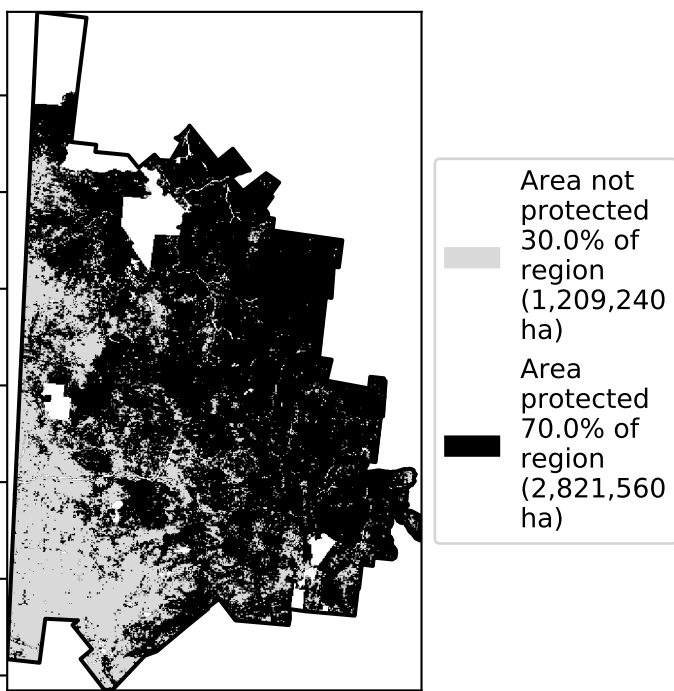 Area not
protected
30.0% of
region
(1,209,240
ha)
Area
protected
70.0% of
region
(2,821,560
ha)